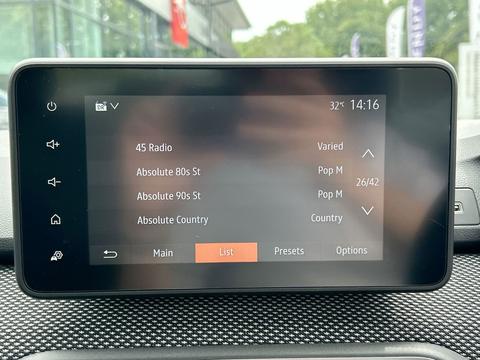 DR 32°C 14:16
45 Radio Varied
Absolute 80s St Pop M
Absolute 90s St Pop M
26/42
Absolute Country Country
Main List Presets Options